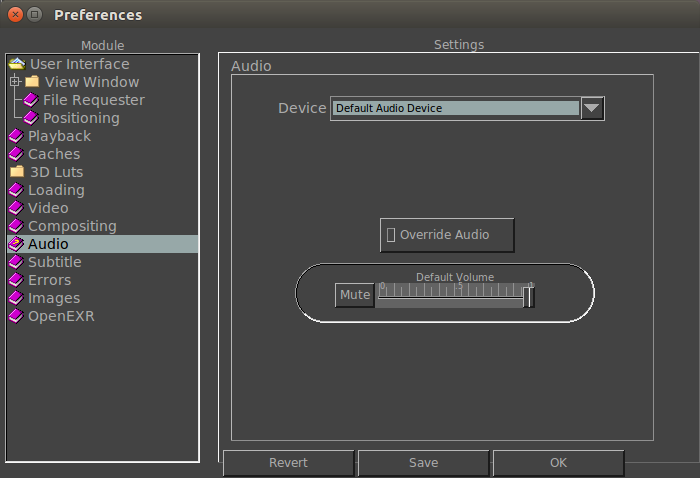 Preferences
Module
User Interface
View Window
File Requester
Positioning
Playback
Caches
3D Luts
Loading
Video
Compositing
Audio
Subtitle
Errors
Images
OpenEXR
Settings
Audio
Device Default Audio Device
Override Audio
Default Volume
0 .5 1
Mute
Revert Save OK